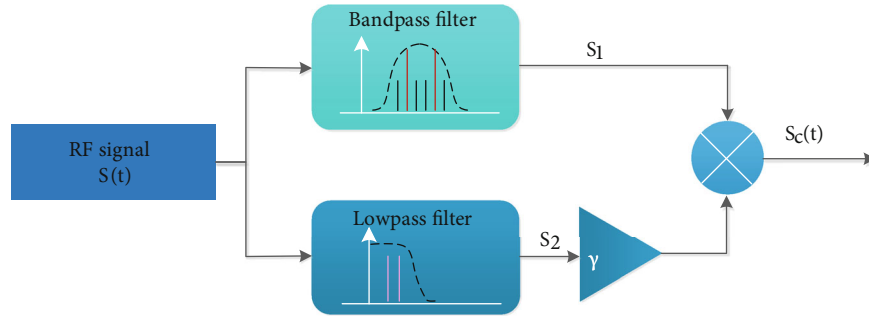 Bandpass filter
S1
RF signal
S(t)
Sc(t)
Lowpass filter
S2
γ